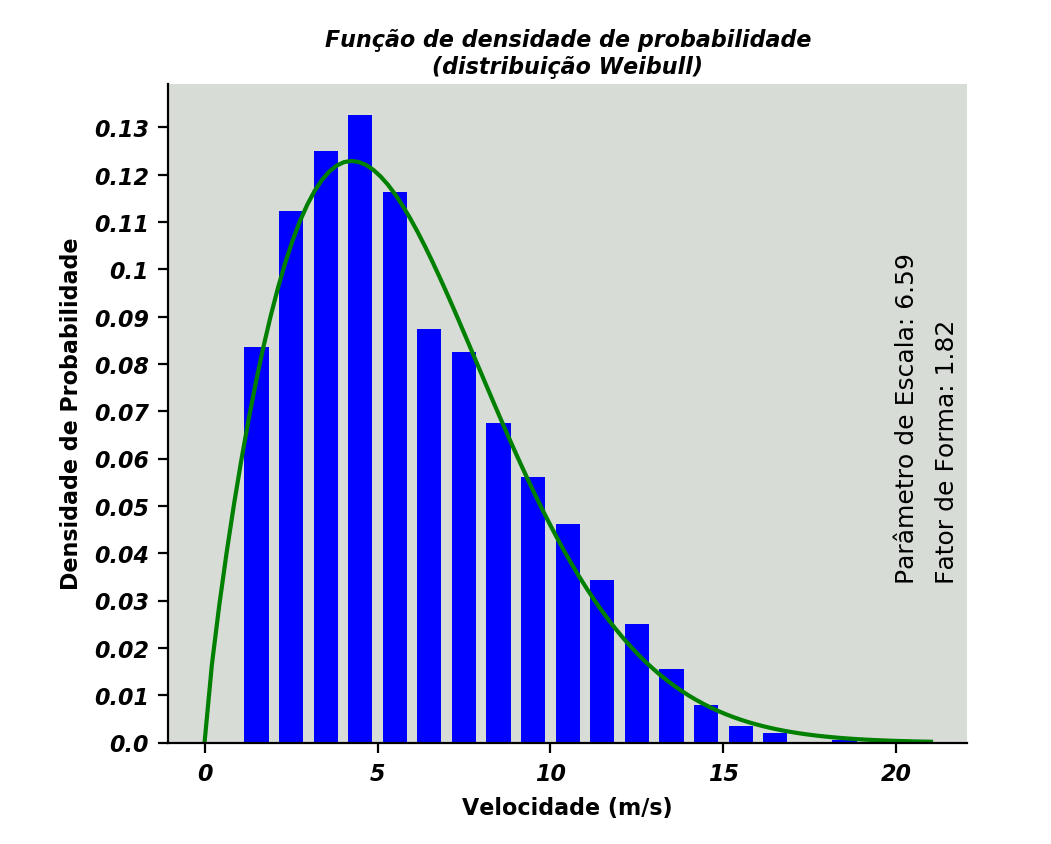 Função de densidade de probabilidade
(distribuição Weibull)
Densidade de Probabilidade
0.13
0.12
0.11
0.1
0.09
0.08
0.07
0.06
0.05
0.04
0.03
0.02
0.01
0.0
Parâmetro de Escala: 6.59
Fator de Forma: 1.82
0 5 10 15 20
Velocidade (m/s)